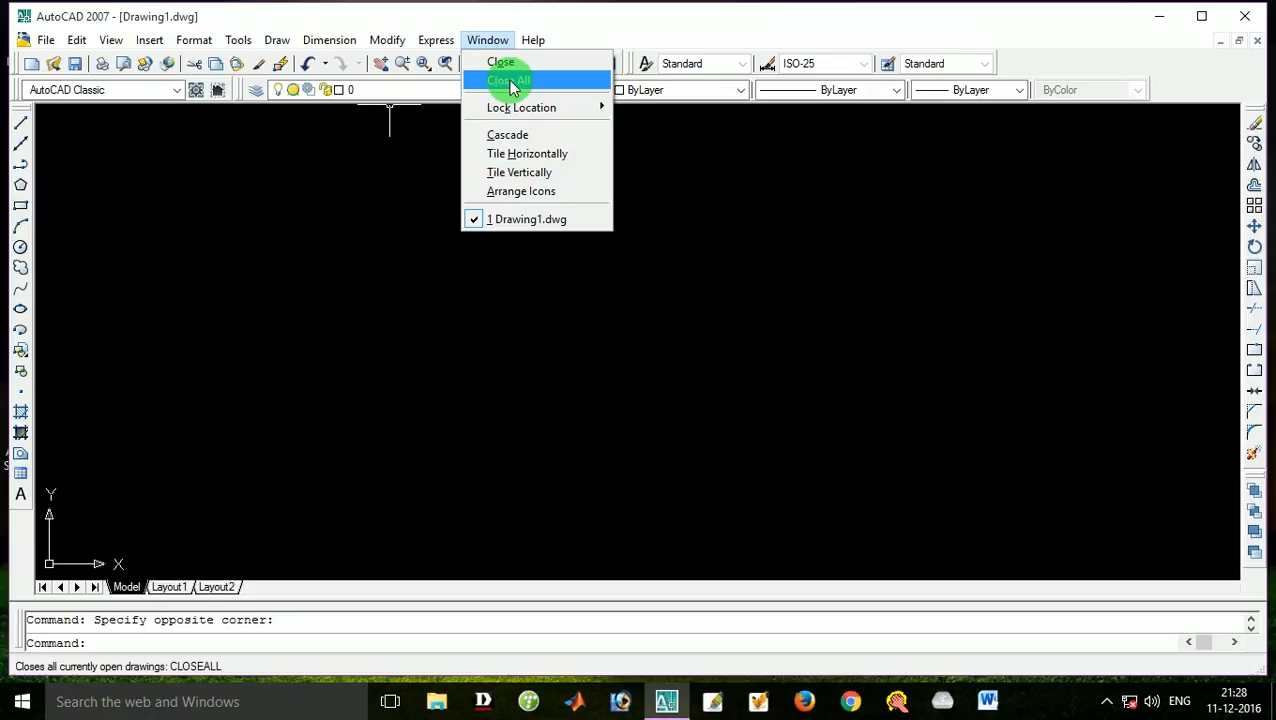 AutoCAD 2007 - [Drawing1.dwg]
File Edit View Insert Format Tools Draw Dimension Modify Express Window Help
Close
Standard ISO-25 Standard
Close All
AutoCAD Classic 0 ByLayer ByLayer ByLayer ByColor
Lock Location
Cascade
Tile Horizontally
Tile Vertically
Arrange Icons
1 Drawing1.dwg
A
Y
X
Model Layout1 Layout2
Command: Specify opposite corner:
Command:
Closes all currently open drawings: CLOSEALL
Search the web and Windows
ENG
21:28
11-12-2016